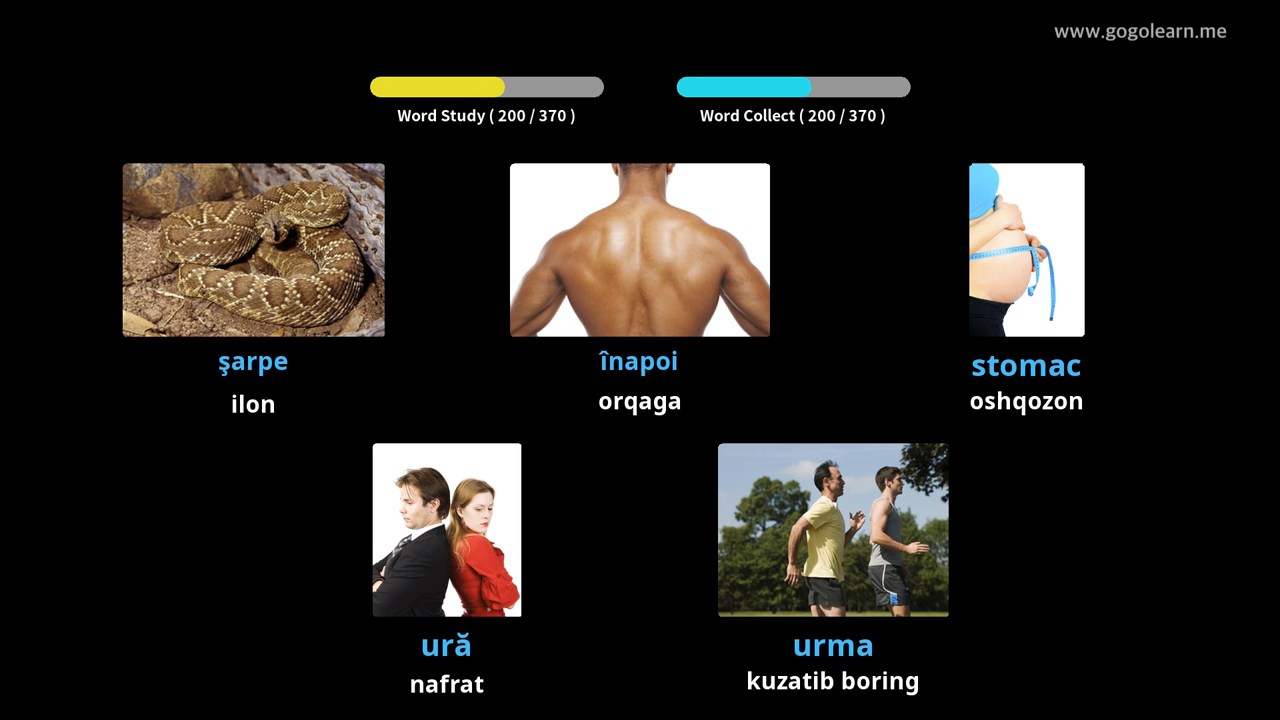 www.gogolearn.me
Word Study ( 200 / 370 )
Word Collect ( 200 / 370 )
şarpe
ilon
înapoi
orqaga
stomac
oshqozon
ură
nafrat
urma
kuzatib boring